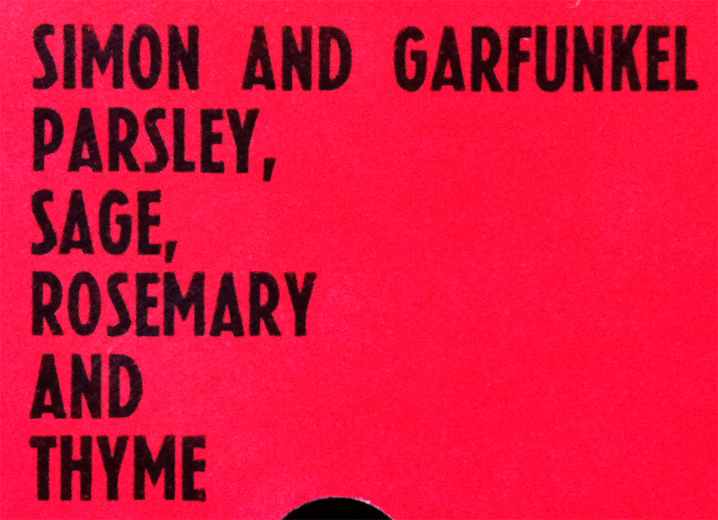 SIMON AND GARFUNKEL
PARSLEY,
SAGE,
ROSEMARY
AND
THYME